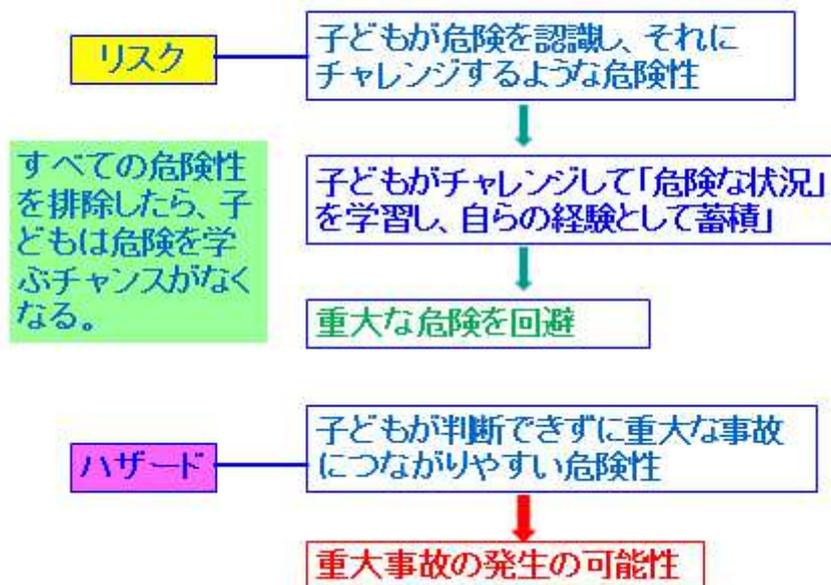 リスク
子どもが危険を認識し、それに
チャレンジするような危険性
すべての危険性
を排除したら、子
どもは危険を学
ぶチャンスがなく
なる。
子どもがチャレンジして「危険な状況」
を学習し、自らの経験として蓄積」
重大な危険を回避
ハザード
子どもが判断できずに重大な事故
につながりやすい危険性
重大事故の発生の可能性